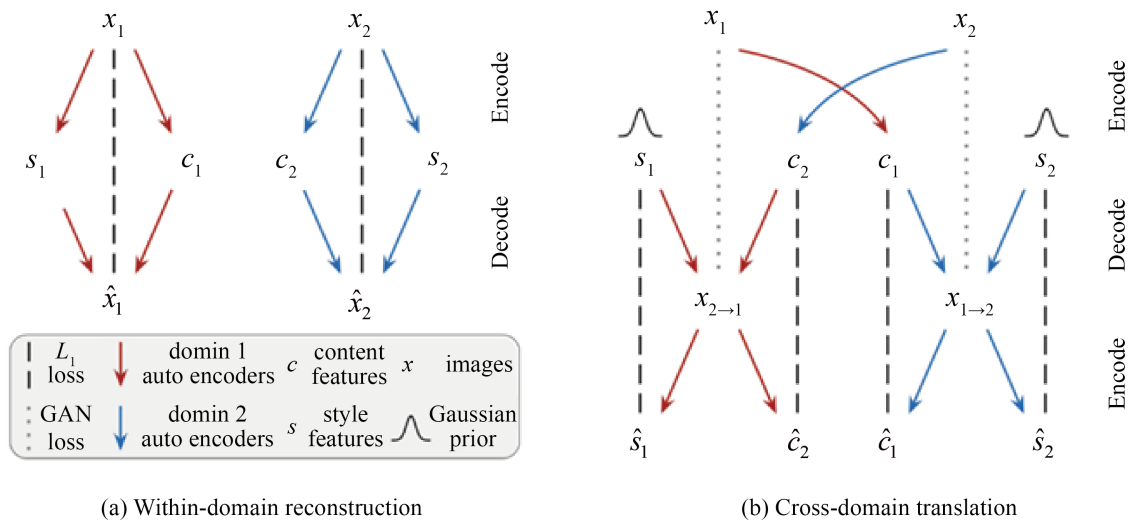 x₁ x₂
Encode
s₁ c₁ c₂ s₂
Decode
x̂₁ x̂₂
L₁ loss
domin 1 auto encoders
c content features
x images
GAN loss
domin 2 auto encoders
s style features
Gaussian prior
(a) Within-domain reconstruction
x₁ x₂
Encode
s₁ c₂ c₁ s₂
Decode
x₂→₁ x₁→₂
Encode
ŝ₁ ĉ₂ ĉ₁ ŝ₂
(b) Cross-domain translation